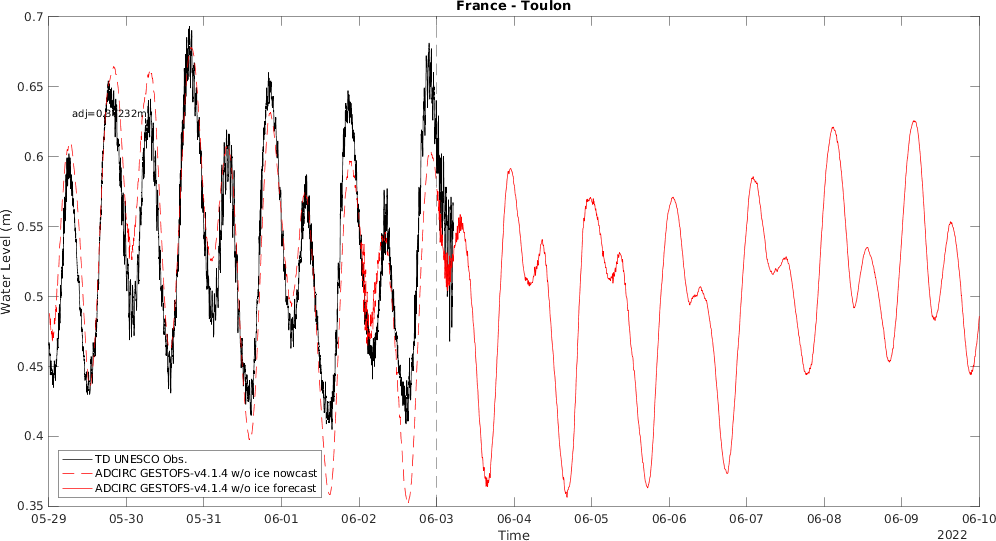 France - Toulon
0.7
0.65
0.6
0.55
0.5
0.45
0.4
0.35
Water Level (m)
TD UNESCO Obs.
ADCIRC GESTOFS-v4.1.4 w/o ice nowcast
ADCIRC GESTOFS-v4.1.4 w/o ice forecast
05-29 05-30 05-31 06-01 06-02 06-03 06-04 06-05 06-06 06-07 06-08 06-09 06-10
Time
2022